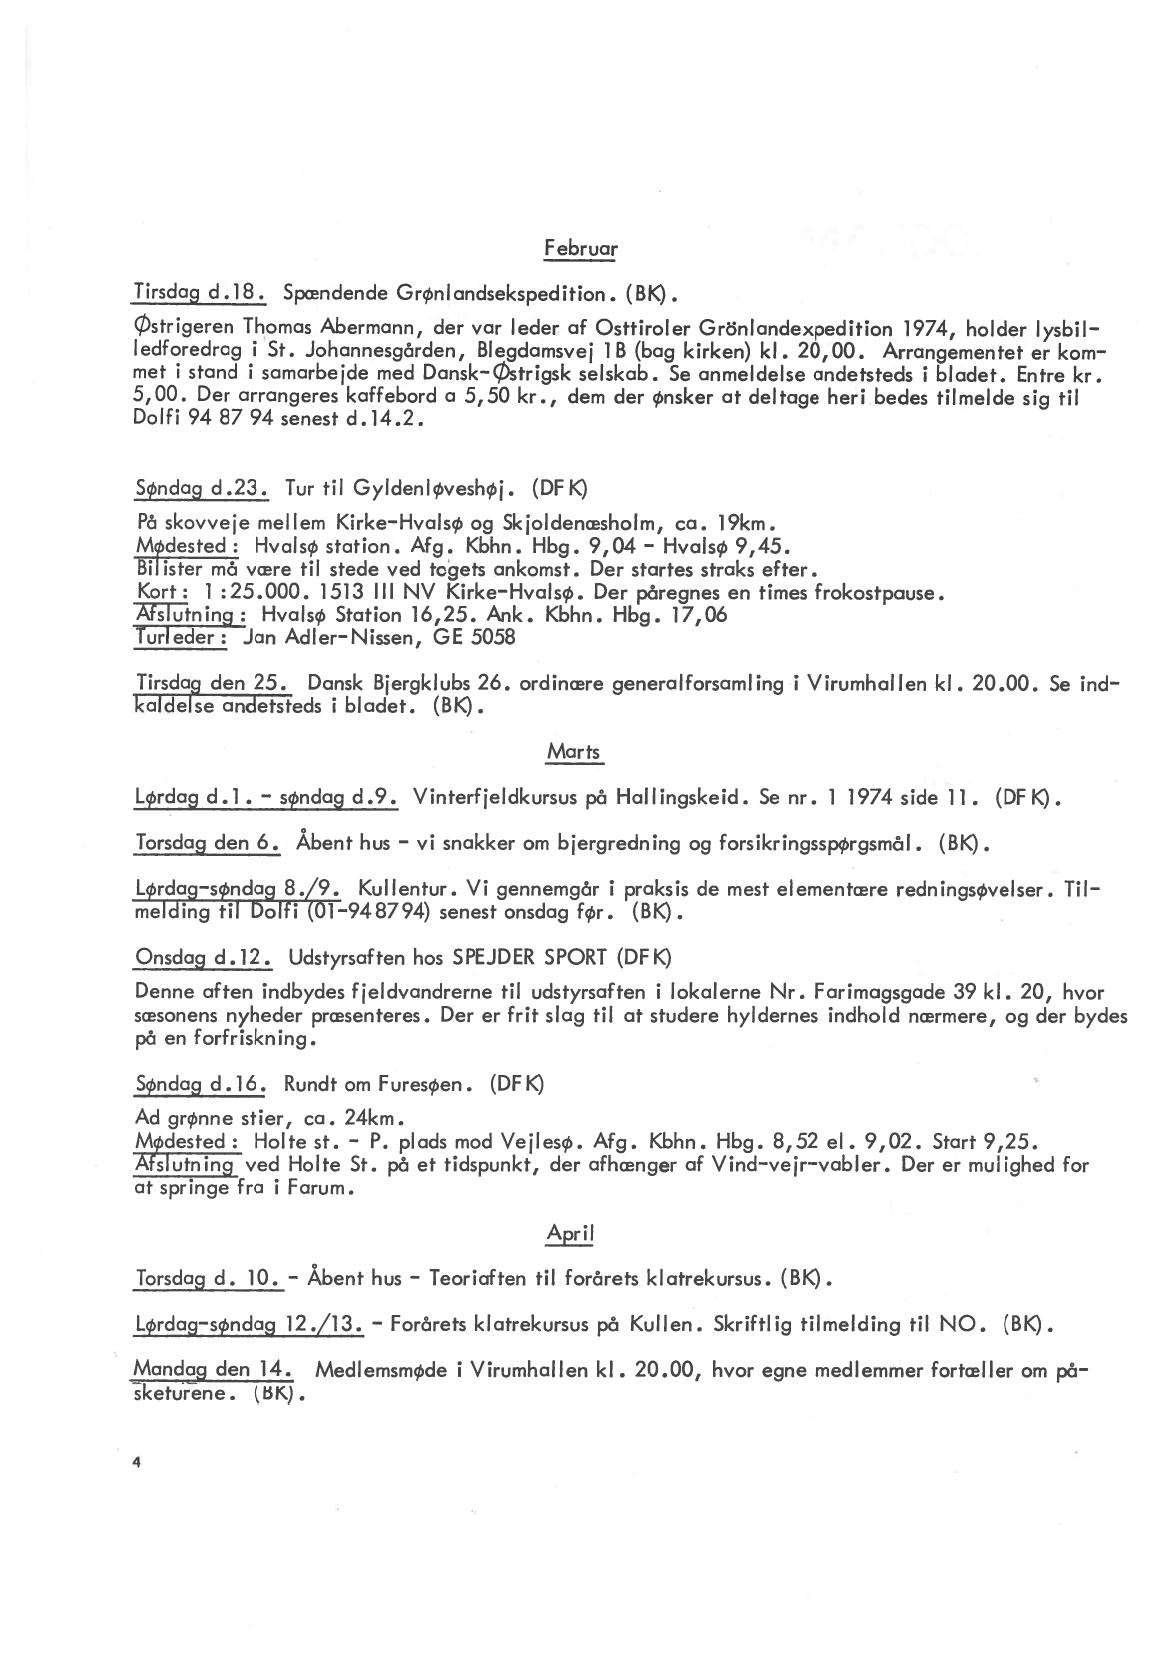 Februar
Tirsdag d.18. Spændende Grønlandsekspedition. (BK).
Østrigeren Thomas Abermann, der var leder af Osttiroler Grönlandexpedition 1974, holder lysbil-
ledforedrag i St. Johannesgården, Blegdamsvej 1B (bag kirken) kl. 20,00. Arrangementet er kom-
met i stand i samarbejde med Dansk-Østrigsk selskab. Se anmeldelse andetsteds i bladet. Entre kr.
5,00. Der arrangeres kaffebord a 5,50 kr., dem der ønsker at deltage heri bedes tilmelde sig til
Dolfi 94 87 94 senest d.14.2.
Søndag d.23. Tur til Gyldenløveshøj. (DFK)
På skovveje mellem Kirke-Hvalsø og Skjoldenæsholm, ca. 19km.
Mødested: Hvalsø station. Afg. Kbhn. Hbg. 9,04 - Hvalsø 9,45.
Bilister må være til stede ved togets ankomst. Der startes straks efter.
Kort: 1:25.000. 1513 III NV Kirke-Hvalsø. Der påregnes en times frokostpause.
Afslutning: Hvalsø Station 16,25. Ank. Kbhn. Hbg. 17,06
Turleder: Jan Adler-Nissen, GE 5058
Tirsdag den 25. Dansk Bjergklubs 26. ordinære generalforsamling i Virumhallen kl. 20.00. Se ind-
kaldelse andetsteds i bladet. (BK).
Marts
Lørdag d.1. - søndag d.9. Vinterfjeldkursus på Hallingskeid. Se nr. 1 1974 side 11. (DFK).
Torsdag den 6. Åbent hus - vi snakker om bjergredning og forsikringsspørgsmål. (BK).
Lørdag-søndag 8./9. Kullentur. Vi gennemgår i praksis de mest elementære redningsøvelser. Til-
melding til Dolfi (01-948794) senest onsdag før. (BK).
Onsdag d.12. Udstyrsaften hos SPEJDER SPORT (DFK)
Denne aften indbydes fjeldvandrerne til udstyrsaften i lokalerne Nr. Farimagsgade 39 kl. 20, hvor
sæsonens nyheder præsenteres. Der er frit slag til at studere hyldernes indhold nærmere, og der bydes
på en forfriskning.
Søndag d.16. Rundt om Furesøen. (DFK)
Ad grønne stier, ca. 24km.
Mødested: Holte st. - P. plads mod Vejlesø. Afg. Kbhn. Hbg. 8,52 el. 9,02. Start 9,25.
Afslutning ved Holte St. på et tidspunkt, der afhænger af Vind-vejr-vabler. Der er mulighed for
at springe fra i Farum.
April
Torsdag d. 10. - Åbent hus - Teoriaften til forårets klatrekursus. (BK).
Lørdag-søndag 12./13. - Forårets klatrekursus på Kullen. Skriftlig tilmelding til NO. (BK).
Mandag den 14. Medlemsmøde i Virumhallen kl. 20.00, hvor egne medlemmer fortæller om på-
sketurene. (BK).
4